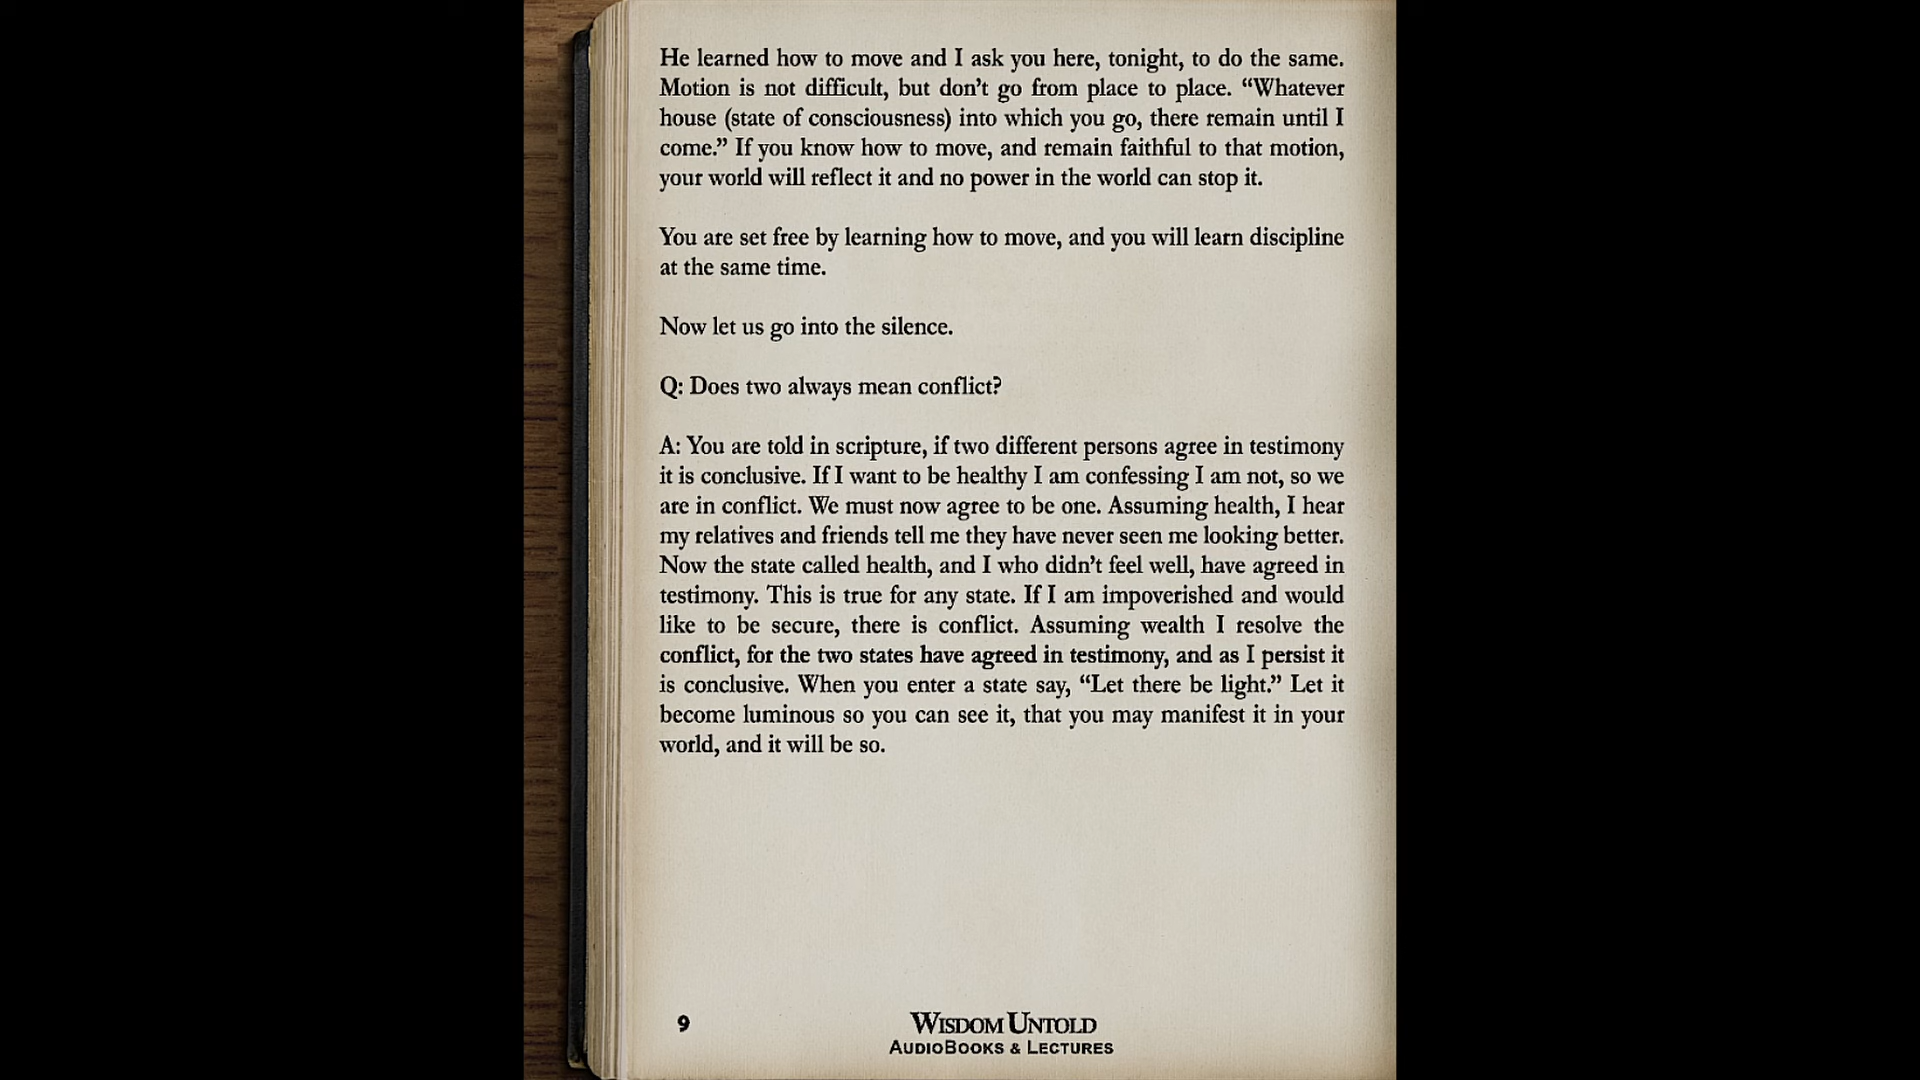 He learned how to move and I ask you here, tonight, to do the same.
Motion is not difficult, but don’t go from place to place. “Whatever
house (state of consciousness) into which you go, there remain until I
come.” If you know how to move, and remain faithful to that motion,
your world will reflect it and no power in the world can stop it.
You are set free by learning how to move, and you will learn discipline
at the same time.
Now let us go into the silence.
Q: Does two always mean conflict?
A: You are told in scripture, if two different persons agree in testimony
it is conclusive. If I want to be healthy I am confessing I am not, so we
are in conflict. We must now agree to be one. Assuming health, I hear
my relatives and friends tell me they have never seen me looking better.
Now the state called health, and I who didn’t feel well, have agreed in
testimony. This is true for any state. If I am impoverished and would
like to be secure, there is conflict. Assuming wealth I resolve the
conflict, for the two states have agreed in testimony, and as I persist it
is conclusive. When you enter a state say, “Let there be light.” Let it
become luminous so you can see it, that you may manifest it in your
world, and it will be so.
9
WISDOM UNTOLD
AUDIOBOOKS & LECTURES